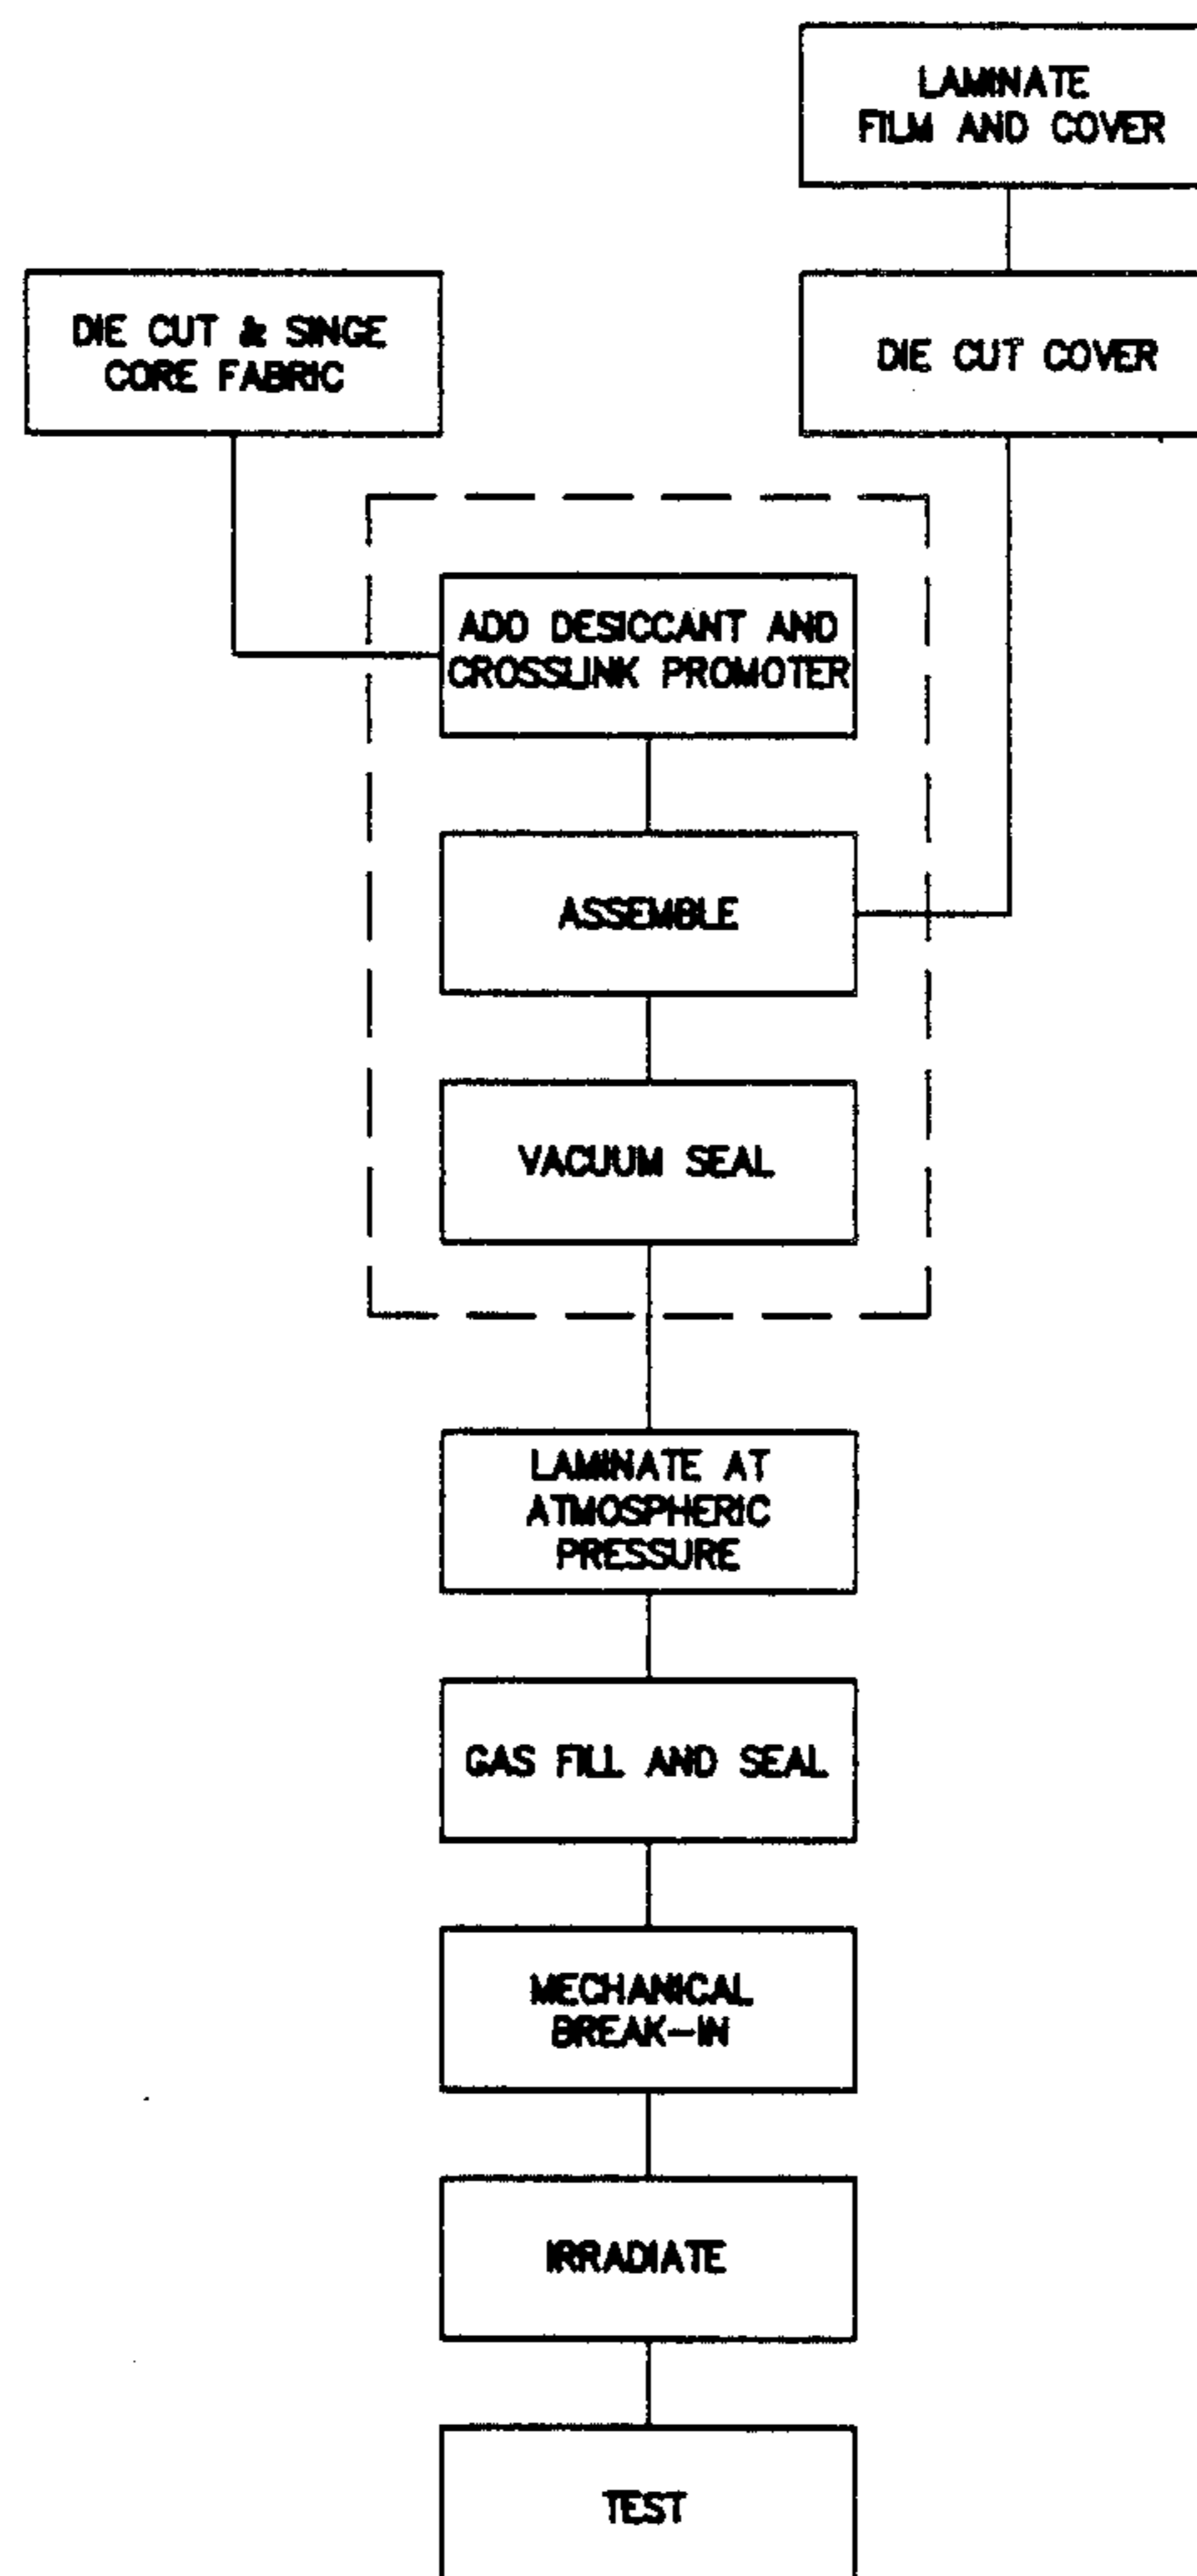 LAMINATE
FILM AND COVER
DIE CUT & SINGE
CORE FABRIC
DIE CUT COVER
ADD DESICCANT AND
CROSSLINK PROMOTER
ASSEMBLE
VACUUM SEAL
LAMINATE AT
ATMOSPHERIC
PRESSURE
GAS FILL AND SEAL
MECHANICAL
BREAK-IN
IRRADIATE
TEST